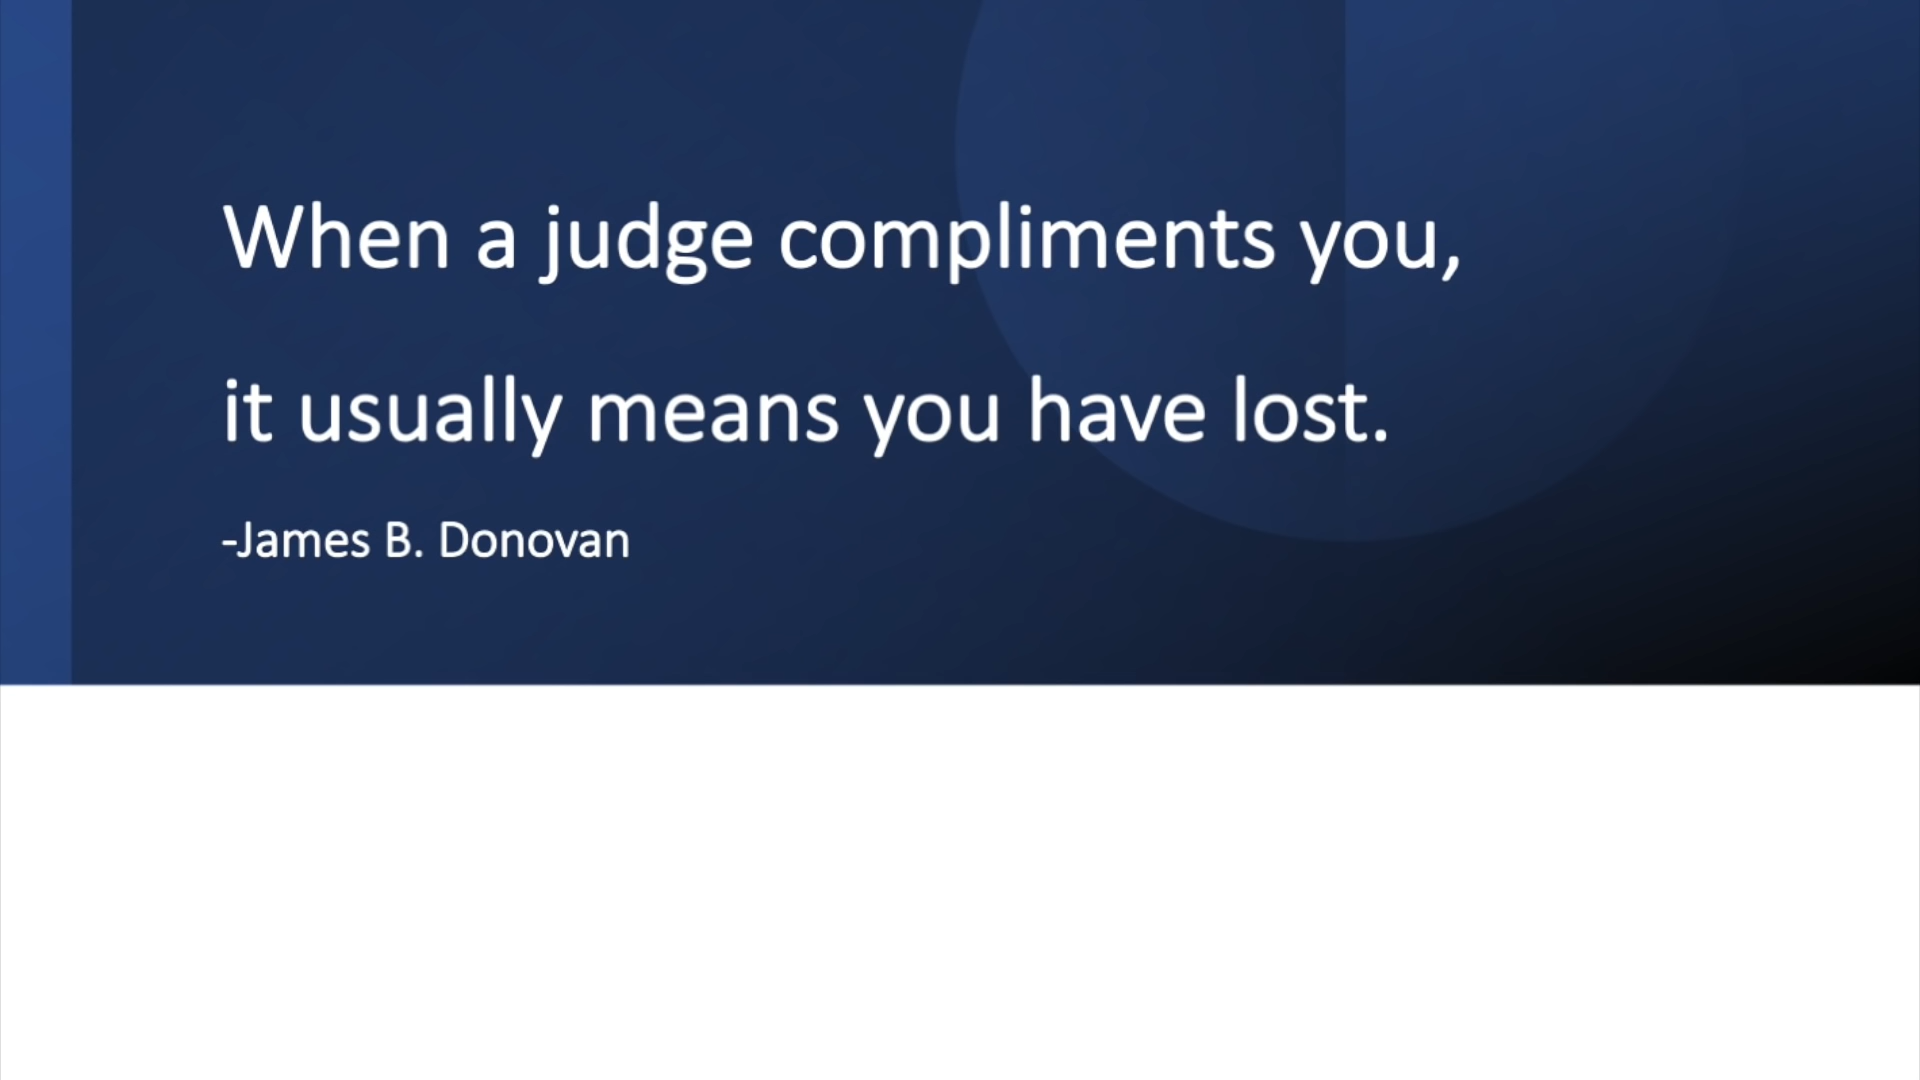 When a judge compliments you,
it usually means you have lost.
-James B. Donovan